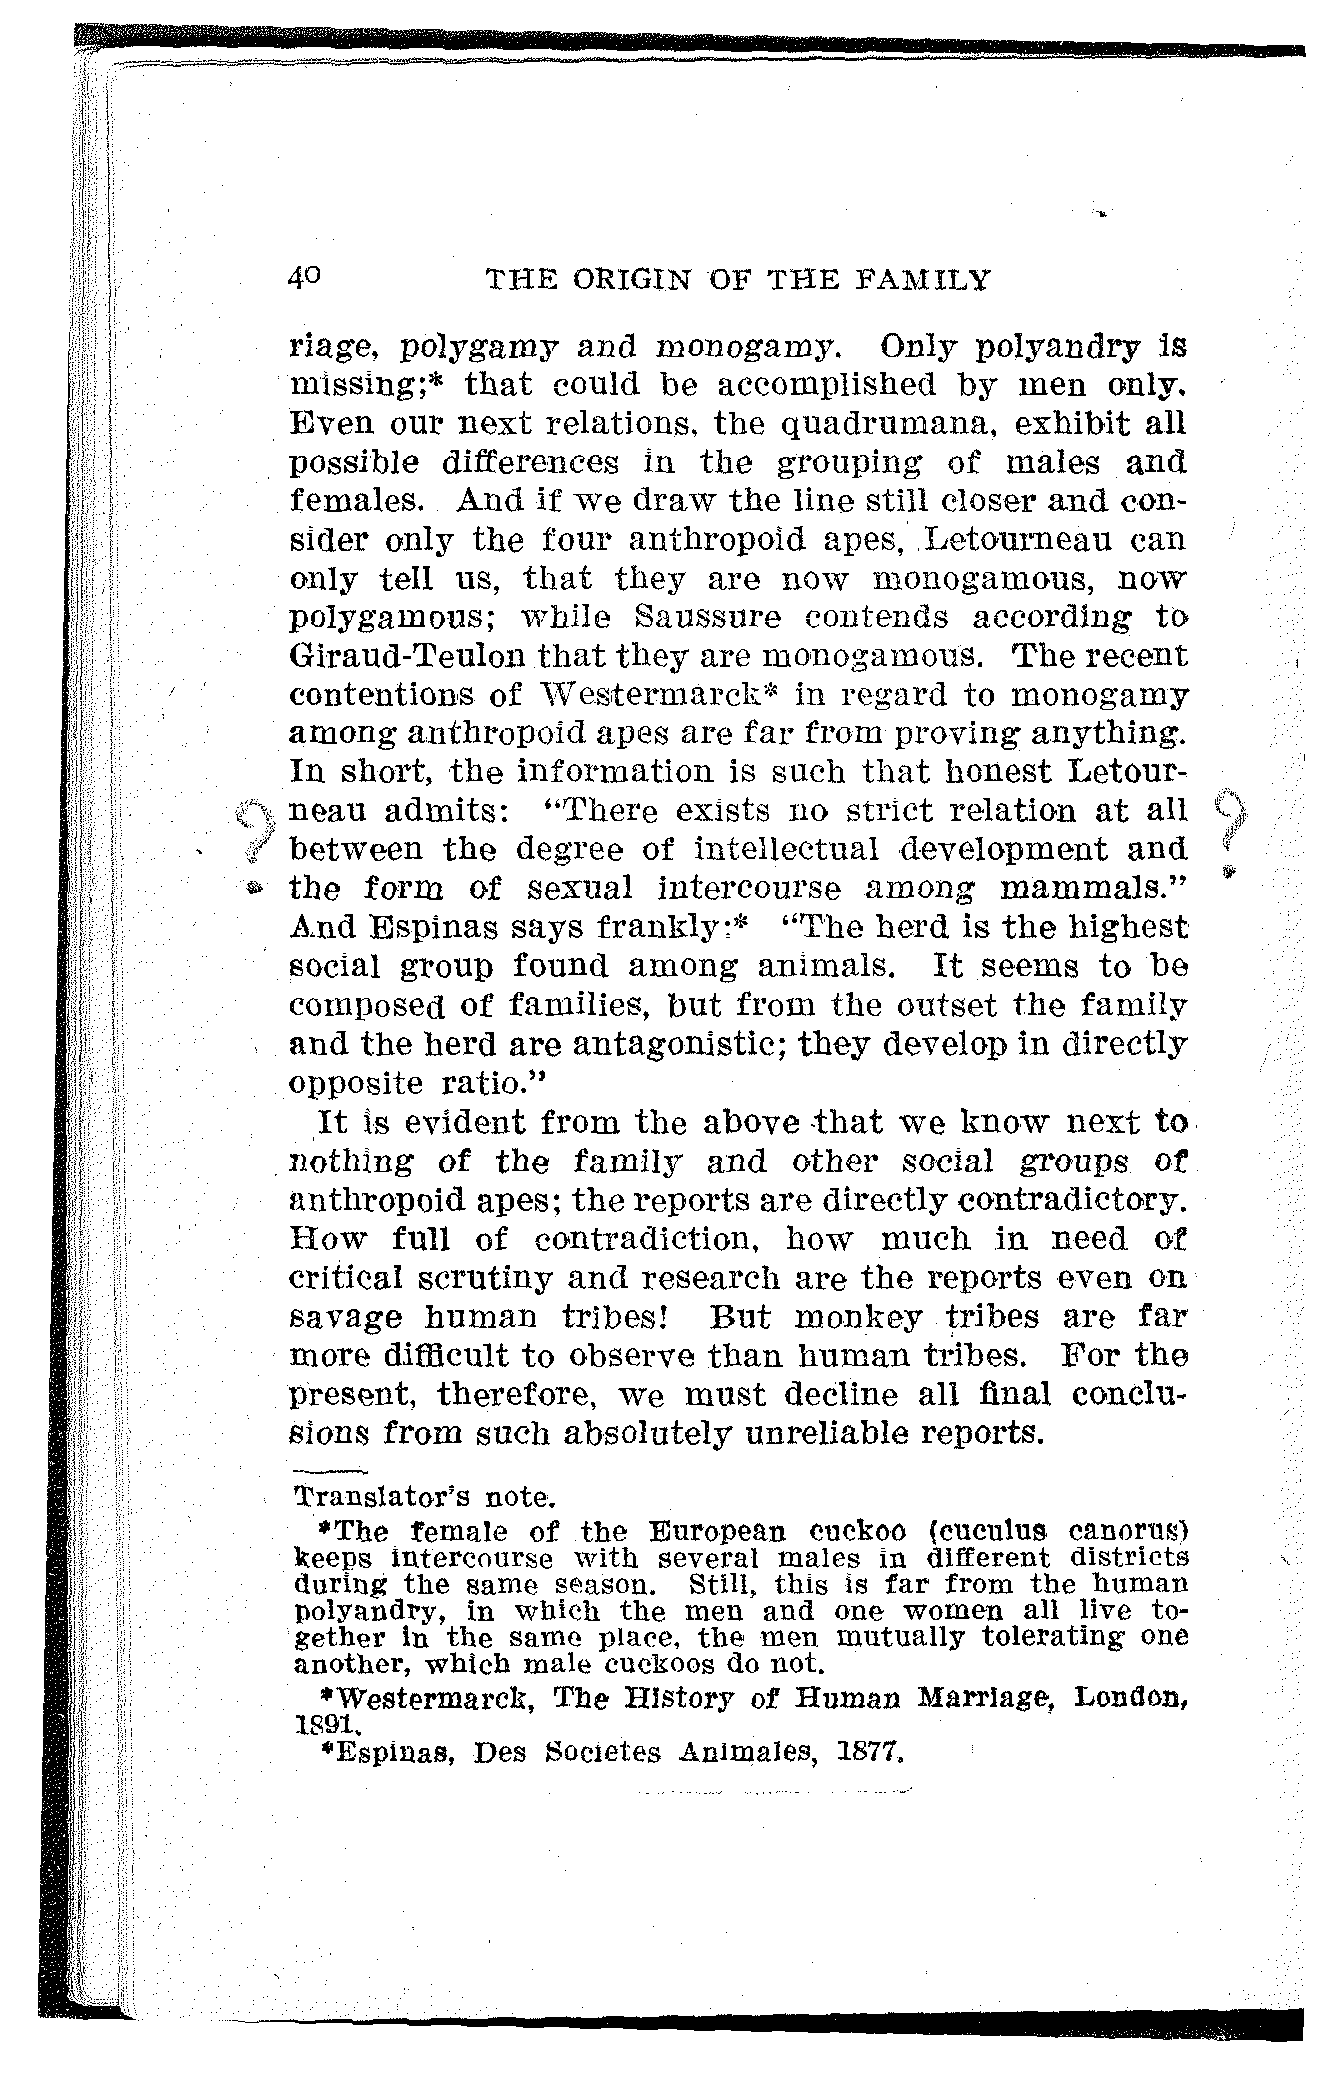 40 THE ORIGIN OF THE FAMILY
riage, polygamy and monogamy. Only polyandry is
missing;* that could be accomplished by men only.
Even our next relations, the quadrumana, exhibit all
possible differences in the grouping of males and
females. And if we draw the line still closer and con-
sider only the four anthropoid apes, Letourneau can
only tell us, that they are now monogamous, now
polygamous; while Saussure contends according to
Giraud-Teulon that they are monogamous. The recent
contentions of Westermarck* in regard to monogamy
among anthropoid apes are far from proving anything.
In short, the information is such that honest Letour-
? neau admits: "There exists no strict relation at all ?
between the degree of intellectual development and
the form of sexual intercourse among mammals."
And Espinas says frankly:* "The herd is the highest
social group found among animals. It seems to be
composed of families, but from the outset the family
and the herd are antagonistic; they develop in directly
opposite ratio."
It is evident from the above that we know next to
nothing of the family and other social groups of
anthropoid apes; the reports are directly contradictory.
How full of contradiction, how much in need of
critical scrutiny and research are the reports even on
savage human tribes! But monkey tribes are far
more difficult to observe than human tribes. For the
present, therefore, we must decline all final conclu-
sions from such absolutely unreliable reports.
Translator's note.
*The female of the European cuckoo (cuculus canorus)
keeps intercourse with several males in different districts
during the same season. Still, this is far from the human
polyandry, in which the men and one women all live to-
gether in the same place, the men mutually tolerating one
another, which male cuckoos do not.
*Westermarck, The History of Human Marriage, London,
1891.
*Espinas, Des Societes Animales, 1877.